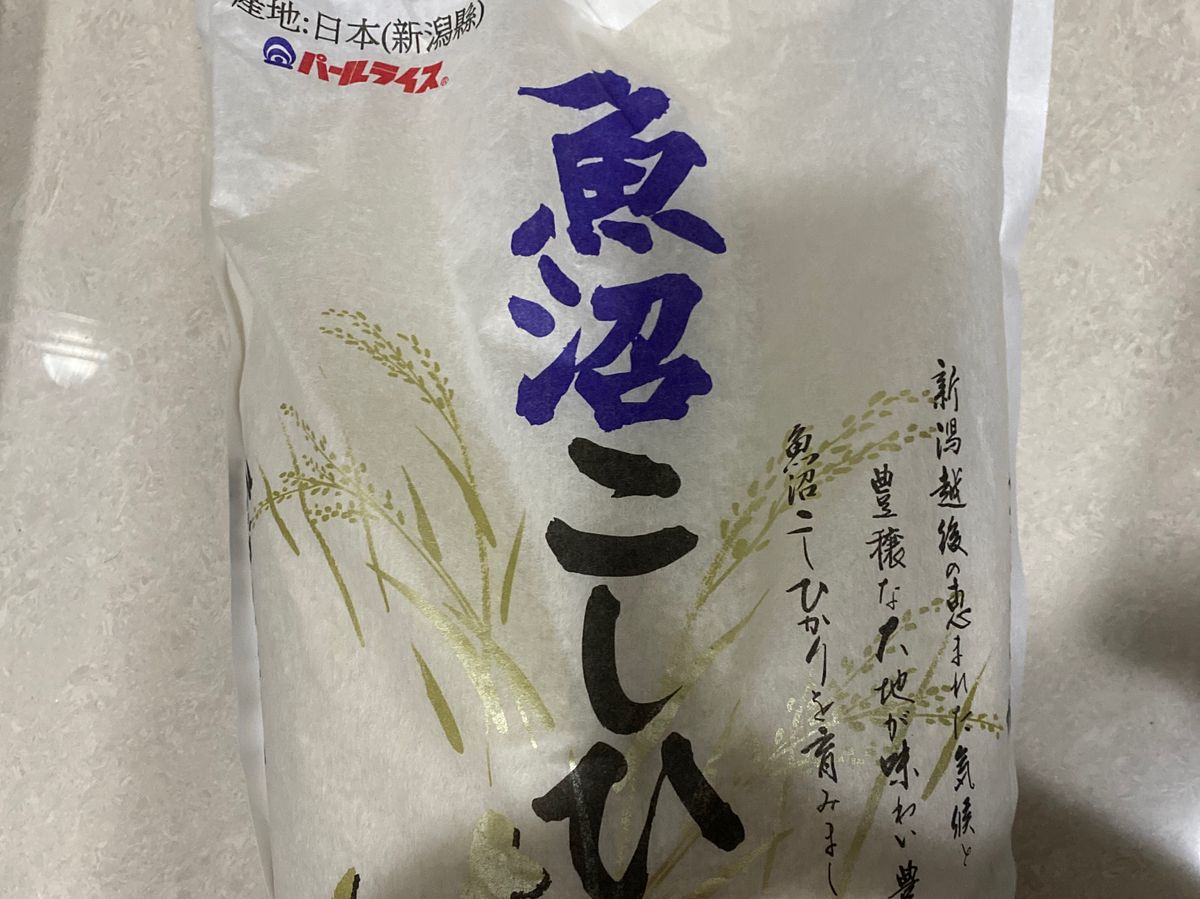 產地:日本(新潟縣)
パールライス®
魚沼こしひ
新潟越後の恵まれた気候と
豊穣な大地が味わい豊
魚沼こしひかりを育みまし